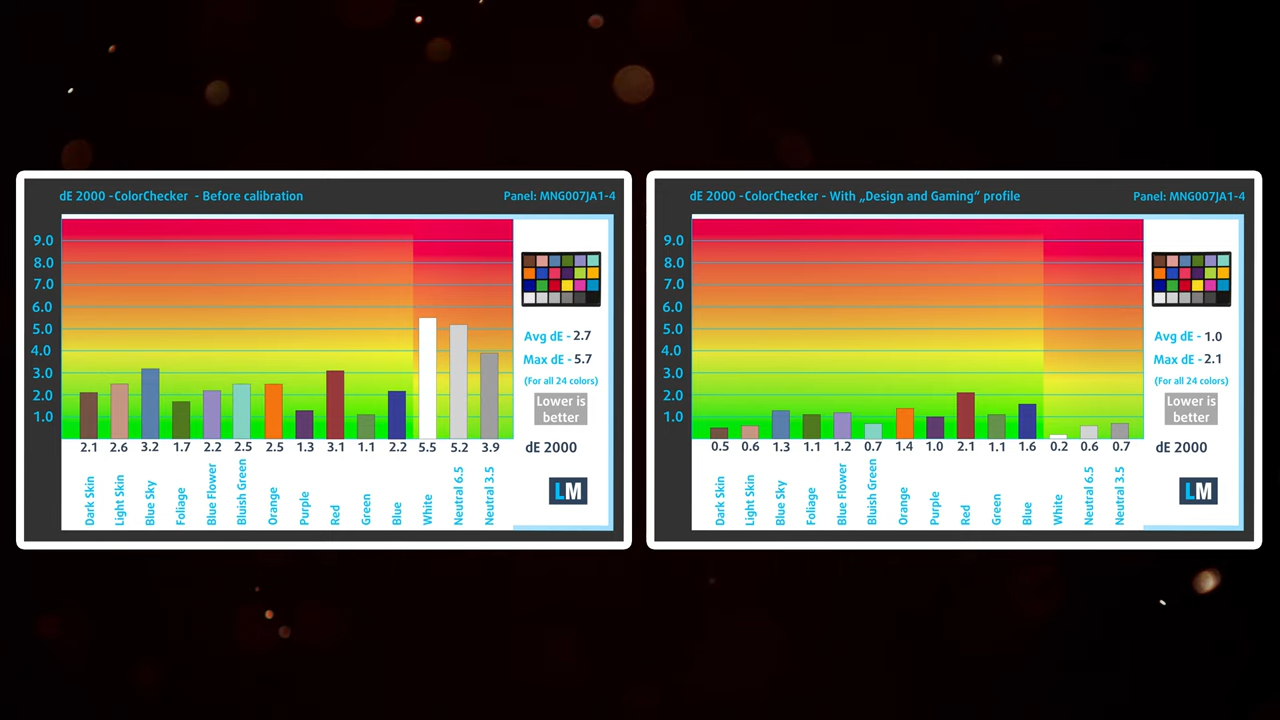 dE 2000 -ColorChecker - Before calibration
Panel: MNG007JA1-4
9.0
8.0
7.0
6.0
5.0
4.0
3.0
2.0
1.0
Avg dE - 2.7
Max dE - 5.7
(For all 24 colors)
Lower is
better
2.1 2.6 3.2 1.7 2.2 2.5 2.5 1.3 3.1 1.1 2.2 5.5 5.2 3.9
dE 2000
Dark Skin
Light Skin
Blue Sky
Foliage
Blue Flower
Bluish Green
Orange
Purple
Red
Green
Blue
White
Neutral 6.5
Neutral 3.5
LM
dE 2000 -ColorChecker - With „Design and Gaming“ profile
Panel: MNG007JA1-4
9.0
8.0
7.0
6.0
5.0
4.0
3.0
2.0
1.0
Avg dE - 1.0
Max dE - 2.1
(For all 24 colors)
Lower is
better
0.5 0.6 1.3 1.1 1.2 0.7 1.4 1.0 2.1 1.1 1.6 0.2 0.6 0.7
dE 2000
Dark Skin
Light Skin
Blue Sky
Foliage
Blue Flower
Bluish Green
Orange
Purple
Red
Green
Blue
White
Neutral 6.5
Neutral 3.5
LM